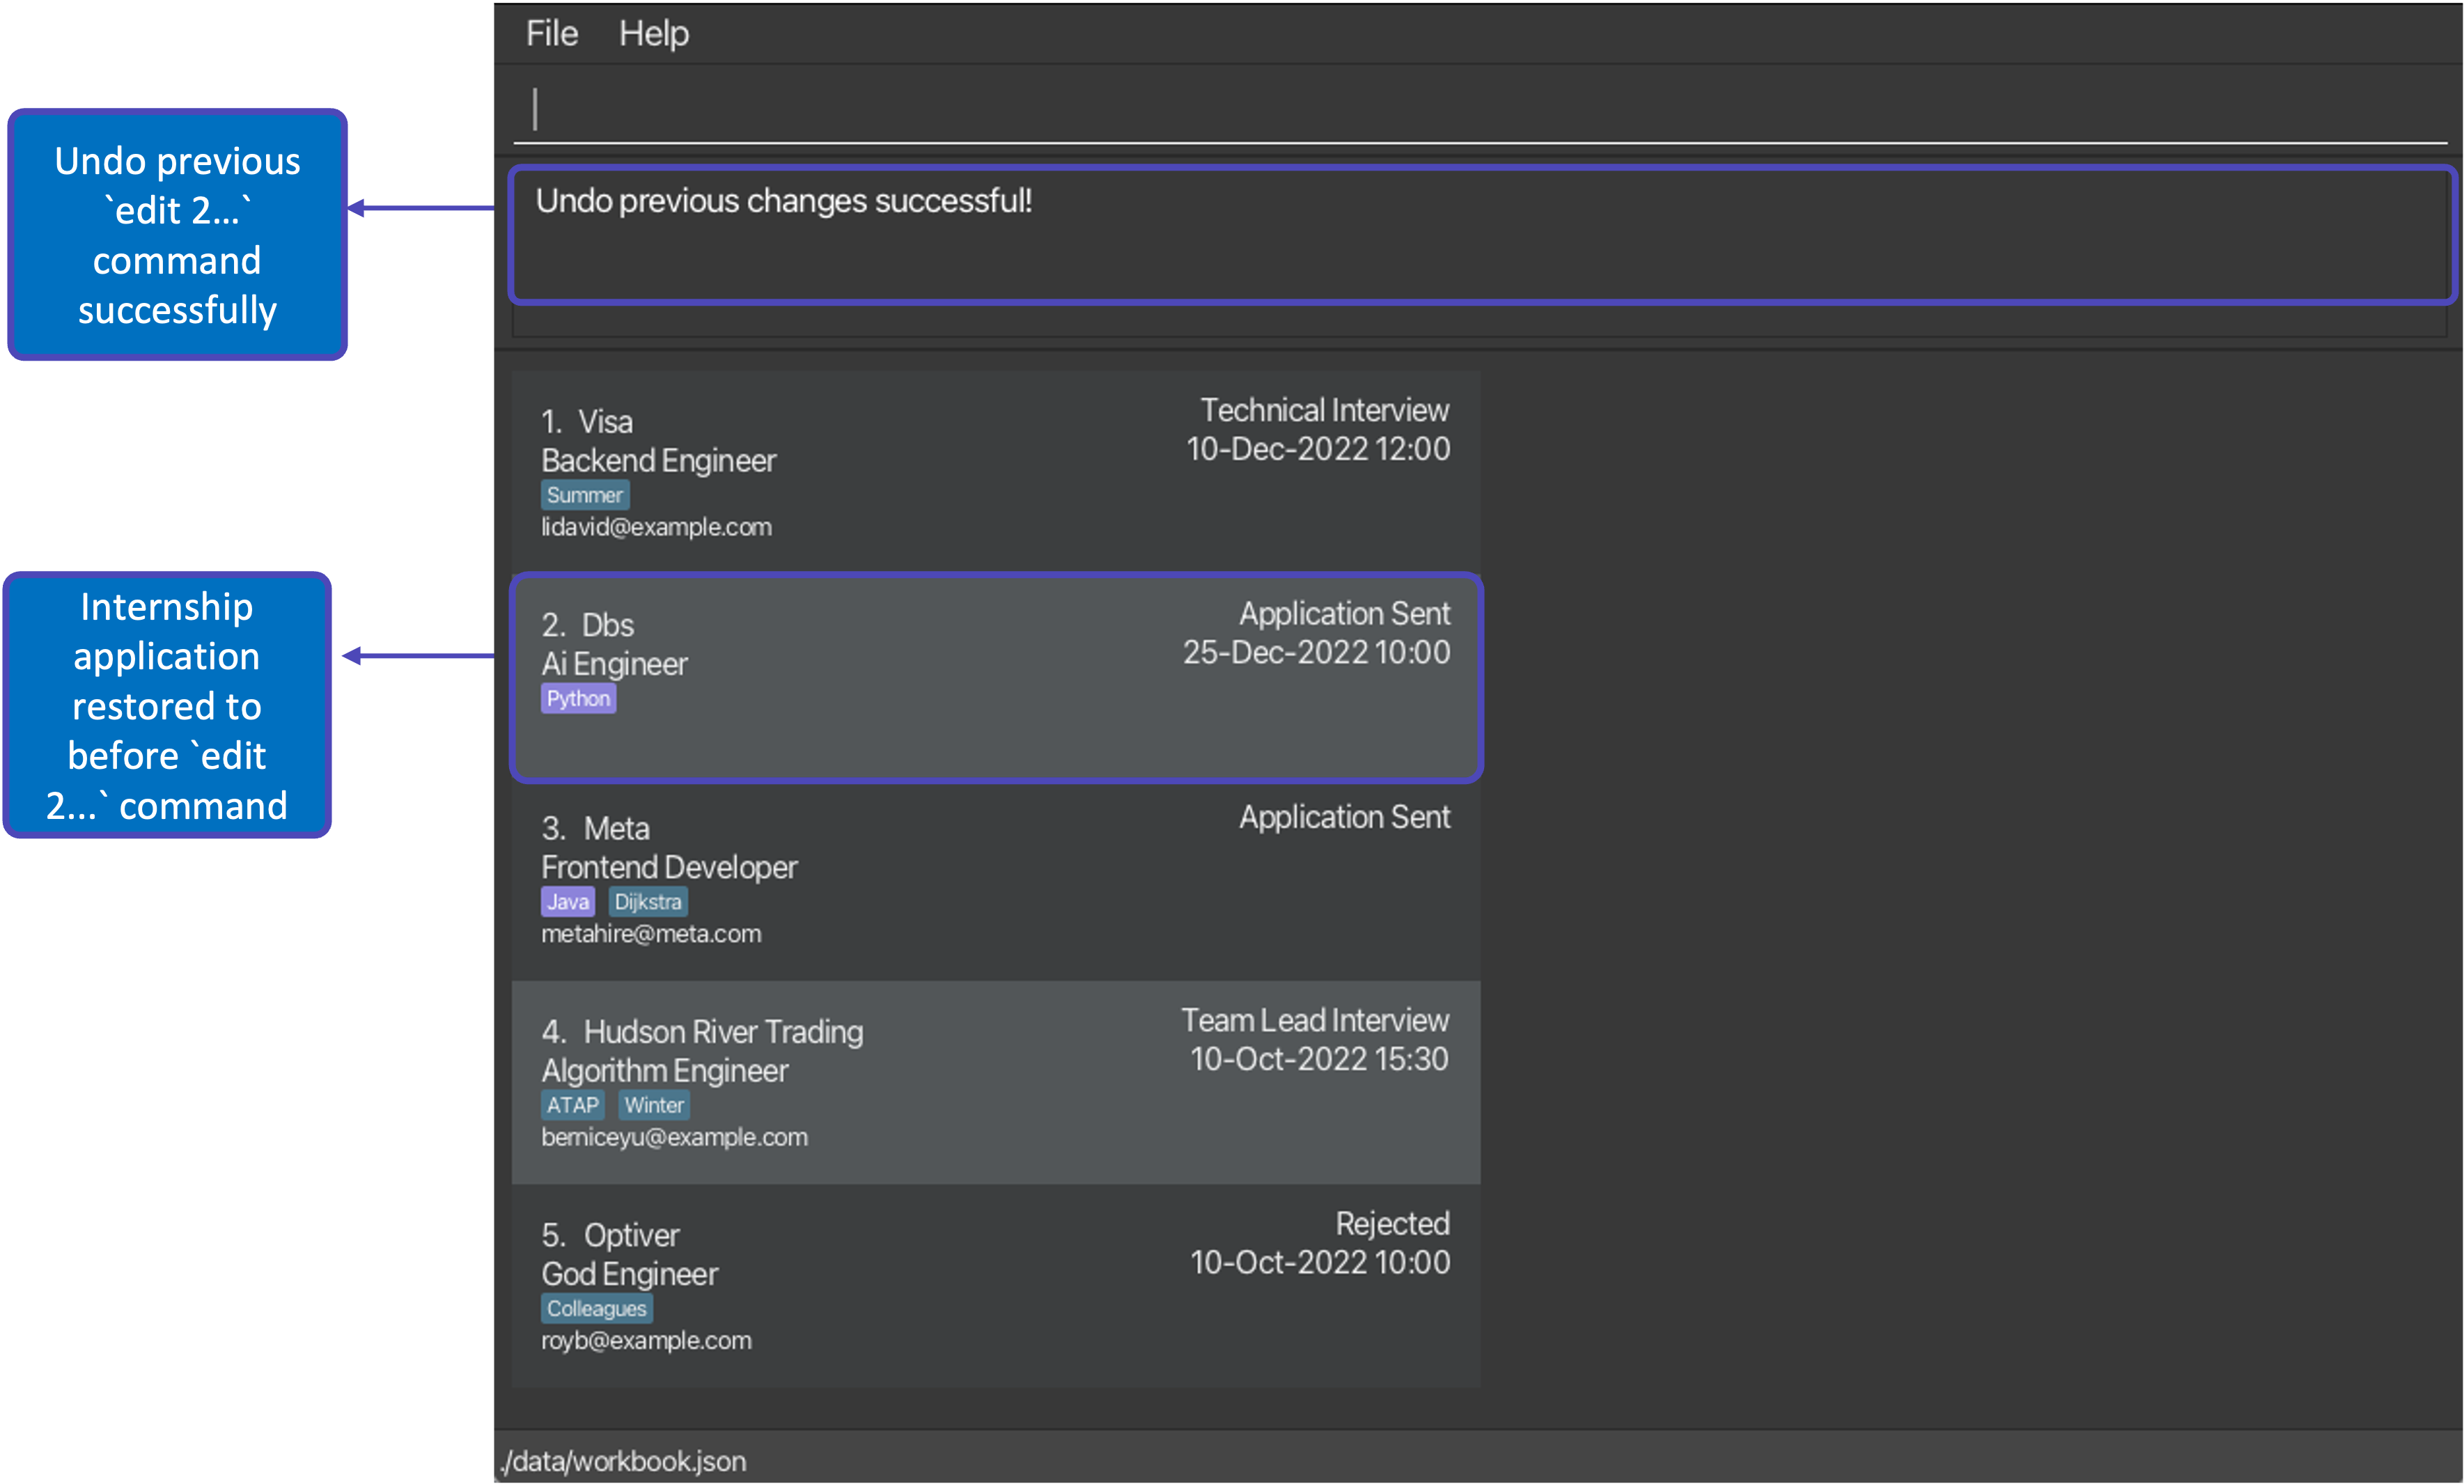 File Help
Undo previous
`edit 2...`
command
successfully
Undo previous changes successful!
1. Visa
Technical Interview
Backend Engineer
10-Dec-2022 12:00
Summer
lidavid@example.com
Internship
application
restored to
before `edit
2...` command
2. Dbs
Application Sent
Ai Engineer
25-Dec-2022 10:00
Python
3. Meta
Application Sent
Frontend Developer
Java Dijkstra
metahire@meta.com
4. Hudson River Trading
Team Lead Interview
Algorithm Engineer
10-Oct-2022 15:30
ATAP Winter
berniceyu@example.com
5. Optiver
Rejected
God Engineer
10-Oct-2022 10:00
Colleagues
royb@example.com
./data/workbook.json